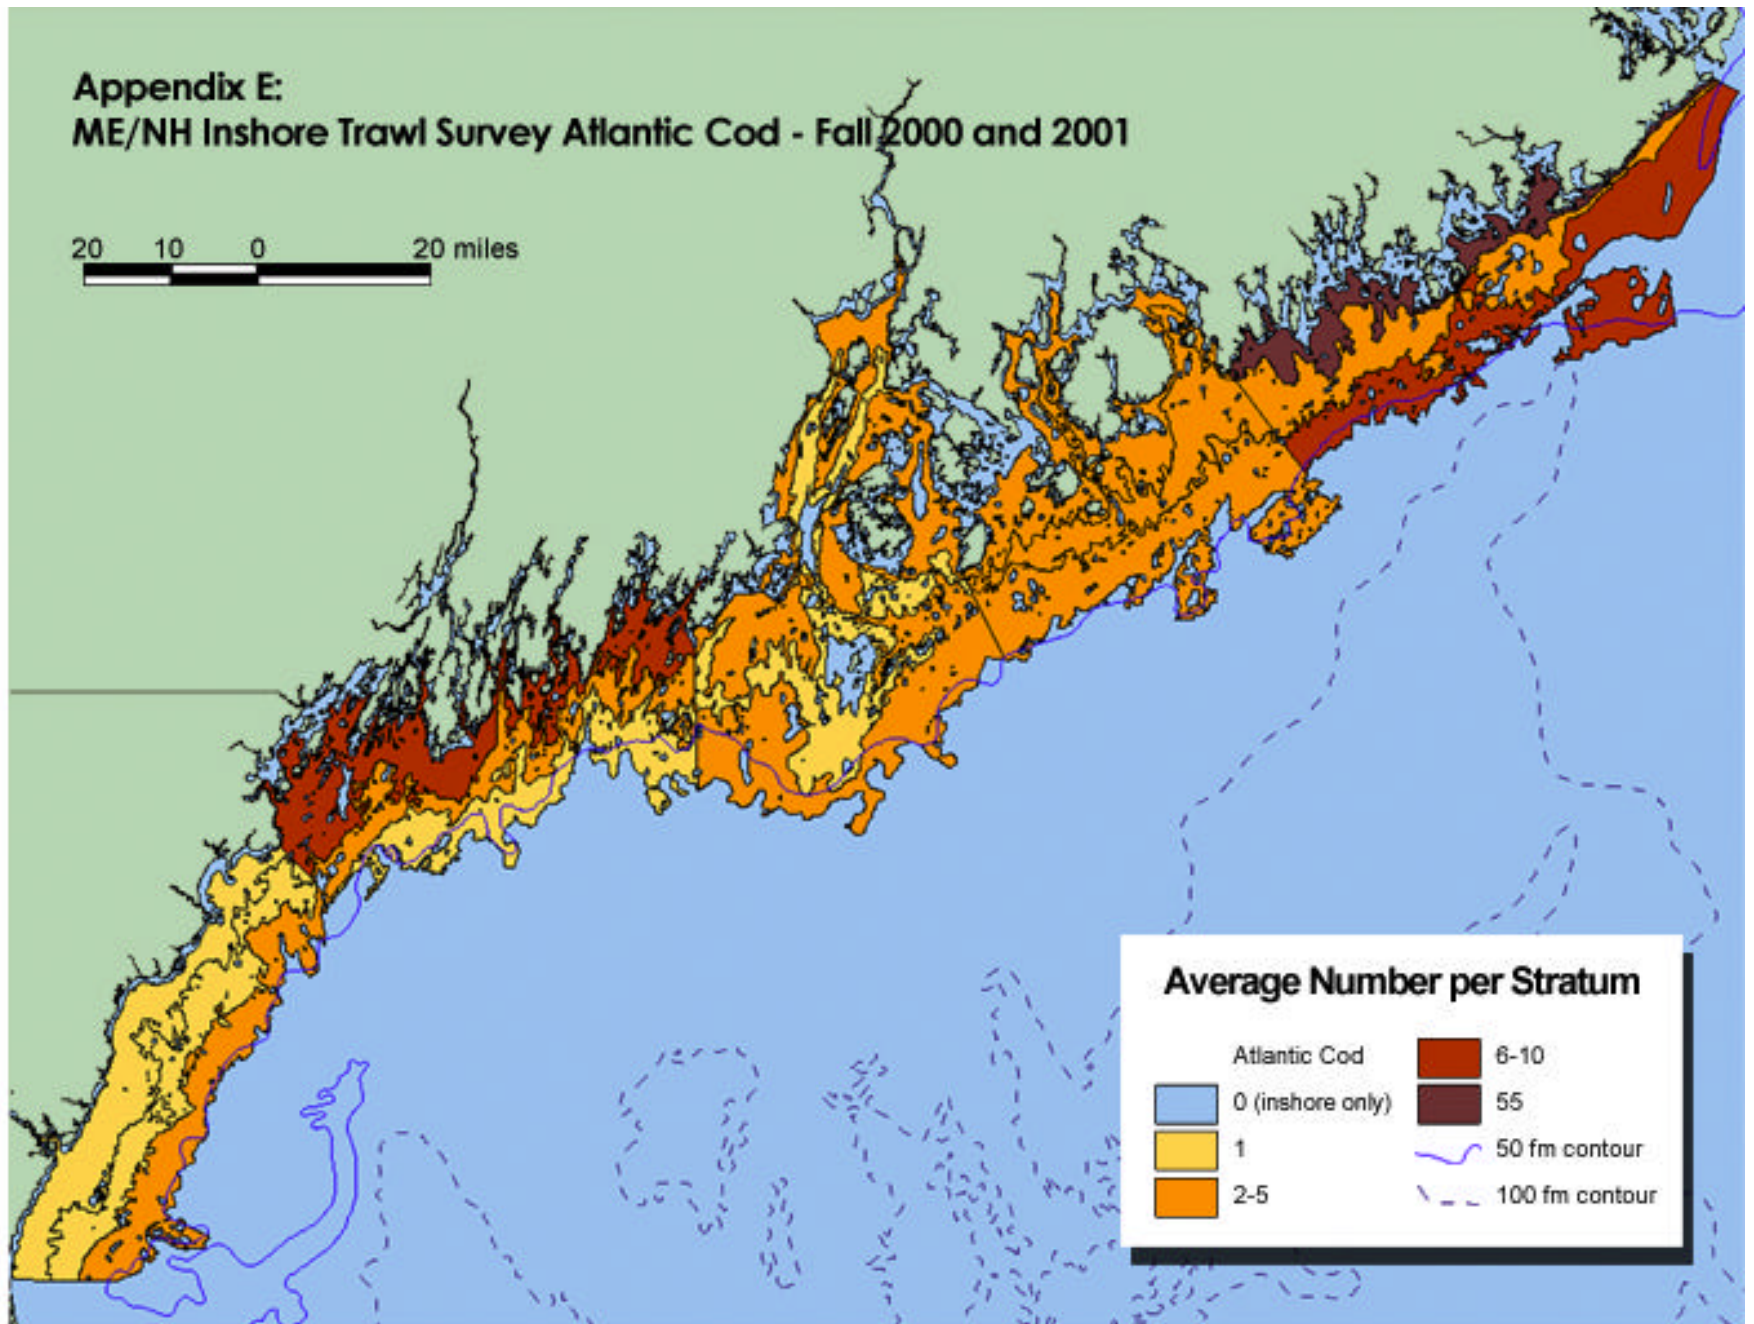 Appendix E:
ME/NH Inshore Trawl Survey Atlantic Cod - Fall 2000 and 2001
20 10 0 20 miles
Average Number per Stratum
Atlantic Cod
0 (inshore only)
1
2-5
6-10
55
50 fm contour
100 fm contour